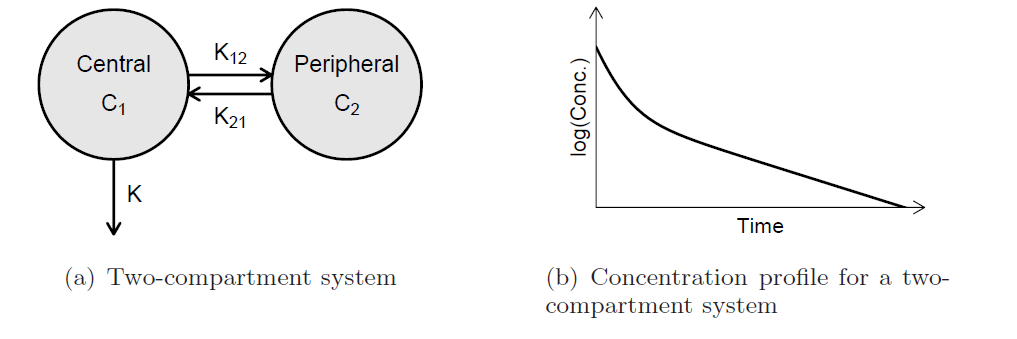 Central
C1
K12
K21
Peripheral
C2
K
log(Conc.)
Time
(a) Two-compartment system
(b) Concentration profile for a two-
compartment system